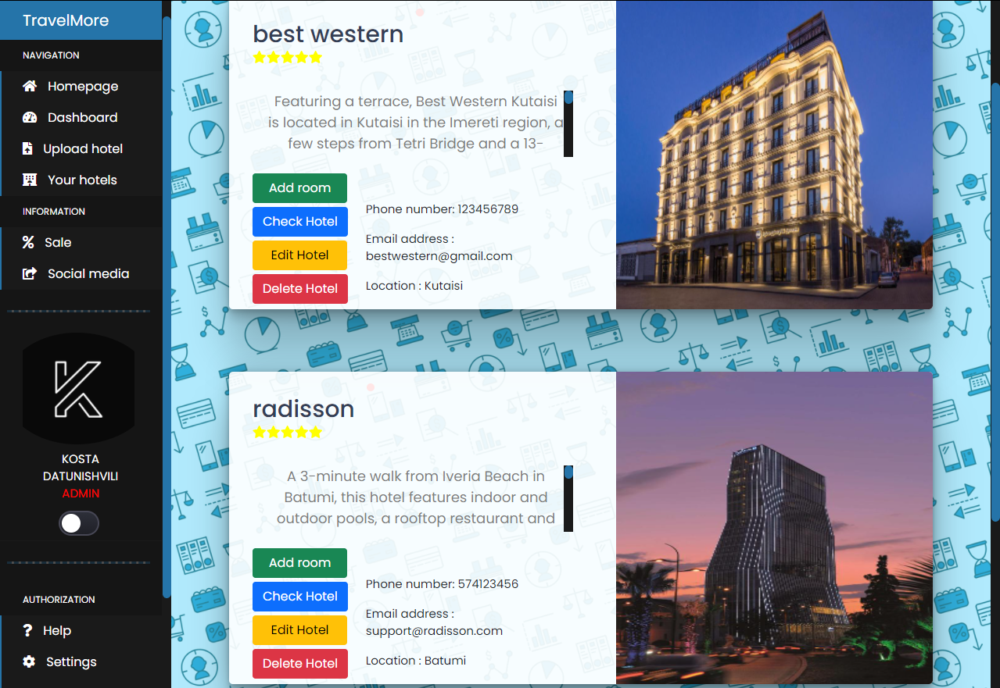 TravelMore
NAVIGATION
Homepage
Dashboard
Upload hotel
Your hotels
INFORMATION
Sale
Social media
KOSTA
DATUNISHVILI
ADMIN
AUTHORIZATION
Help
Settings
best western
Featuring a terrace, Best Western Kutaisi
is located in Kutaisi in the Imereti region, a
few steps from Tetri Bridge and a 13-
Add room
Check Hotel
Edit Hotel
Delete Hotel
Phone number: 123456789
Email address :
bestwestern@gmail.com
Location : Kutaisi
radisson
A 3-minute walk from Iveria Beach in
Batumi, this hotel features indoor and
outdoor pools, a rooftop restaurant and
Add room
Check Hotel
Edit Hotel
Delete Hotel
Phone number: 574123456
Email address :
support@radisson.com
Location : Batumi